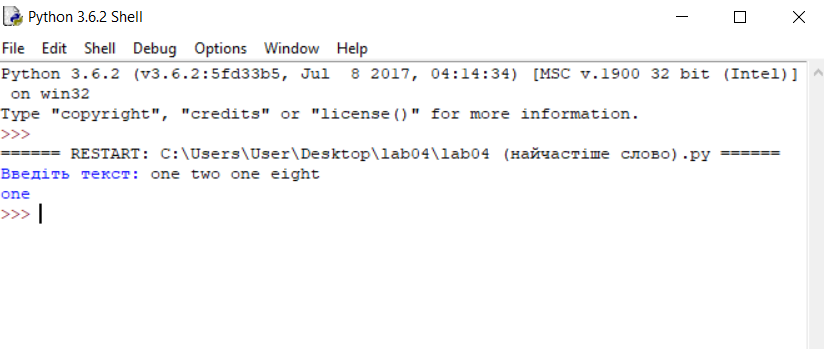 Python 3.6.2 Shell
File Edit Shell Debug Options Window Help
Python 3.6.2 (v3.6.2:5fd33b5, Jul  8 2017, 04:14:34) [MSC v.1900 32 bit (Intel)]
 on win32
Type "copyright", "credits" or "license()" for more information.
>>>
====== RESTART: C:\Users\User\Desktop\lab04\lab04 (найчастіше слово).py ======
Введіть текст: one two one eight
one
>>>